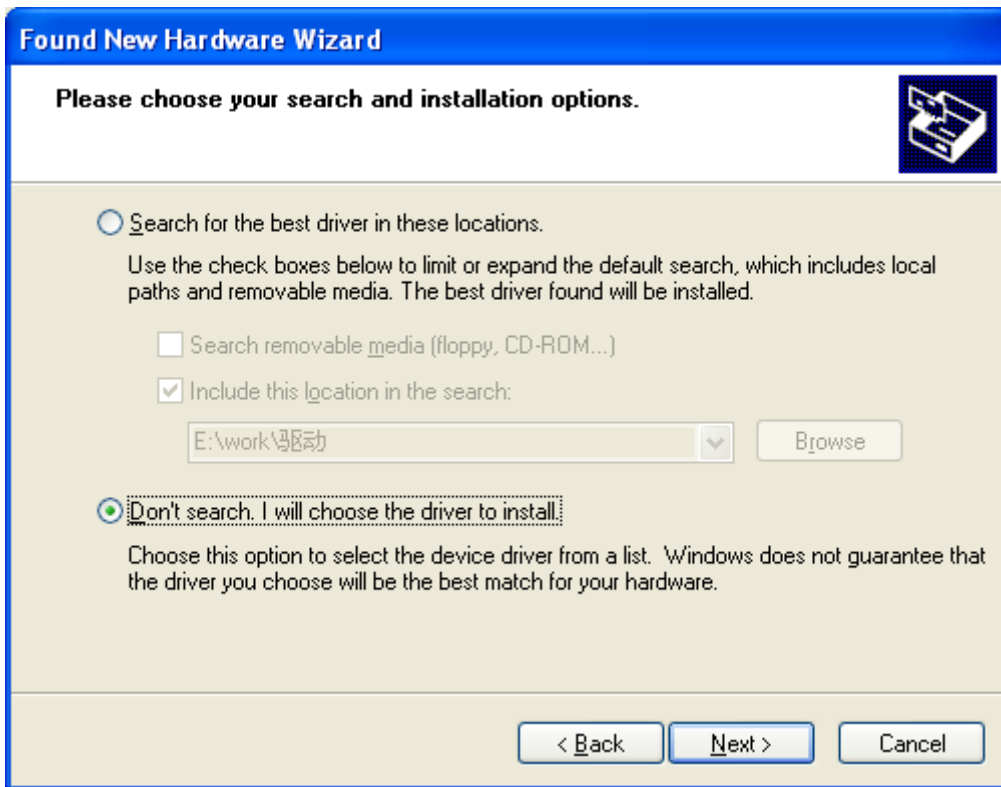 Found New Hardware Wizard
Please choose your search and installation options.
Search for the best driver in these locations.
Use the check boxes below to limit or expand the default search, which includes local
paths and removable media. The best driver found will be installed.
Search removable media (floppy, CD-ROM...)
Include this location in the search:
E:\work\驱动
Browse
Don't search. I will choose the driver to install.
Choose this option to select the device driver from a list. Windows does not guarantee that
the driver you choose will be the best match for your hardware.
< Back
Next >
Cancel